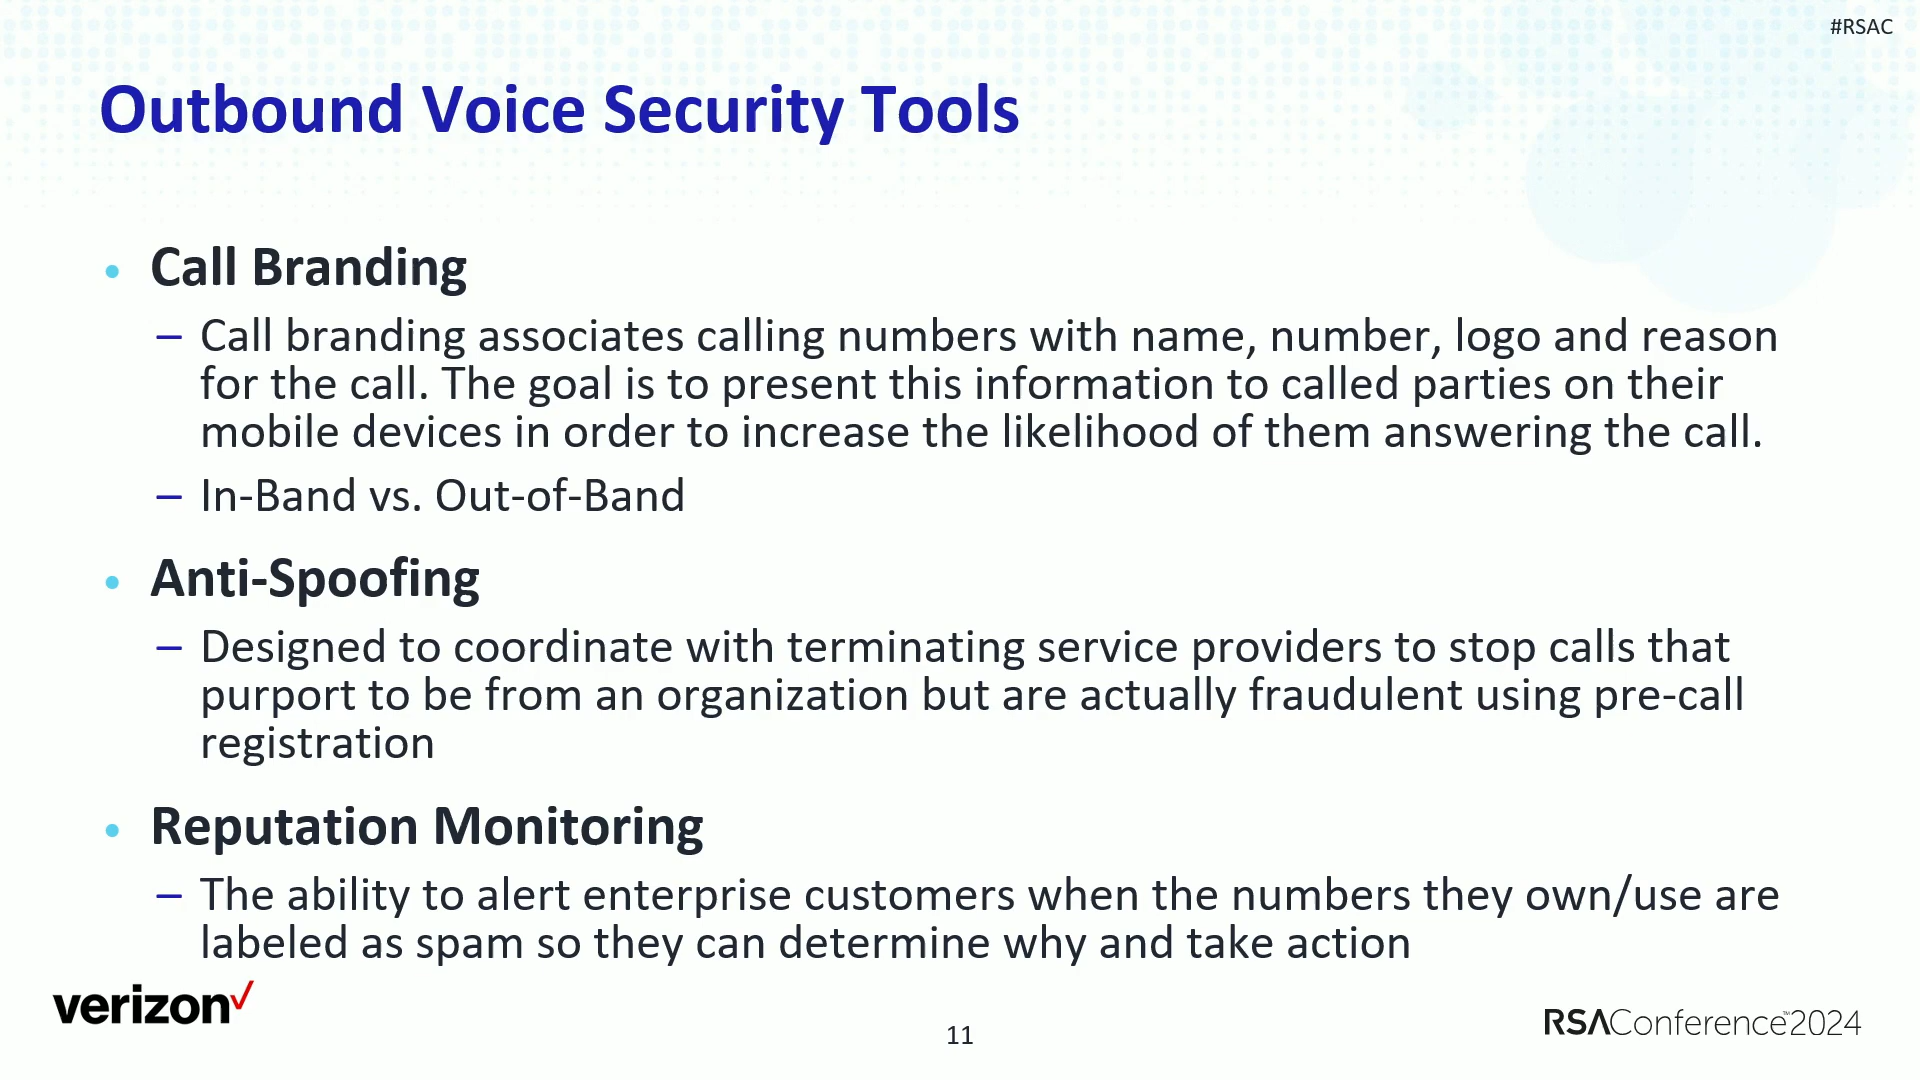 #RSAC
Outbound Voice Security Tools
• Call Branding
– Call branding associates calling numbers with name, number, logo and reason
for the call. The goal is to present this information to called parties on their
mobile devices in order to increase the likelihood of them answering the call.
– In-Band vs. Out-of-Band
• Anti-Spoofing
– Designed to coordinate with terminating service providers to stop calls that
purport to be from an organization but are actually fraudulent using pre-call
registration
• Reputation Monitoring
– The ability to alert enterprise customers when the numbers they own/use are
labeled as spam so they can determine why and take action
verizon✓
11
RSAConference™2024